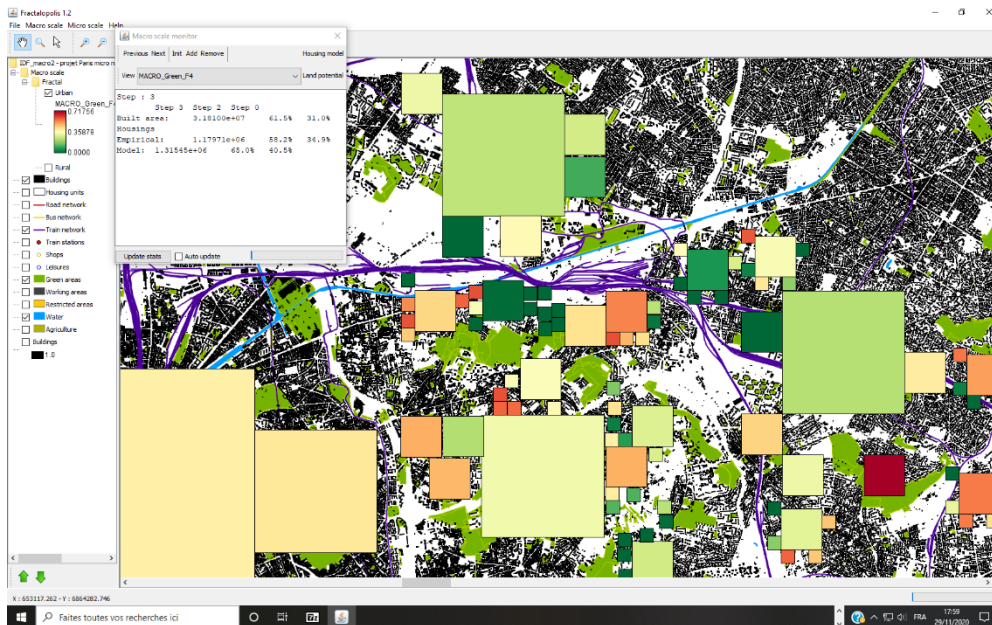 Fractalopolis 1.2
File Macro scale Micro scale Help
Macro scale monitor
Previous Next Init Add Remove Housing model
View MACRO_Green_F4 Land potential
Step : 3
Step 3 Step 2 Step 0
Built area: 3.18100e+07 61.5% 31.0%
Housings
Empirical: 1.17971e+06 58.2% 34.9%
Model: 1.31545e+06 65.0% 40.5%
Update stats Auto update
IDF_macro2 - projet Paris micro n
Macro scale
Fractal
Urban
MACRO_Green_F4
0.71756
0.35878
0.0000
Rural
Buildings
Housing units
Road network
Bus network
Train network
Train stations
Shops
Leisures
Green areas
Working areas
Restricted areas
Water
Agriculture
Buildings
1.0
X : 653117.262 - Y : 6864282.746
Faites toutes vos recherches ici
FRA
17:59
29/11/2020